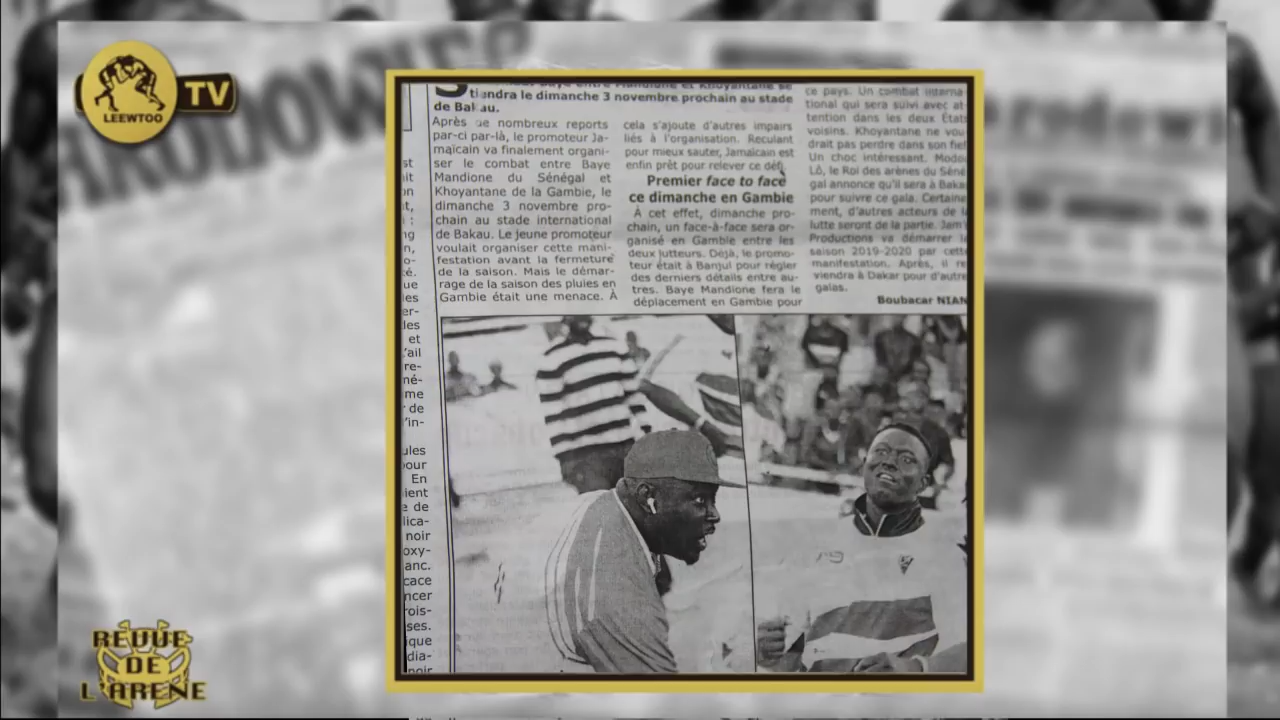 LEEWTOO
TV
tiendra le dimanche 3 novembre prochain au stade
de Bakau.
Après de nombreux reports
par-ci par-là, le promoteur Ja-
maïcain va finalement organi-
ser le combat entre Baye
Mandione du Sénégal et
Khoyantane de la Gambie, le
dimanche 3 novembre pro-
chain au stade international
de Bakau. Le jeune promoteur
voulait organiser cette mani-
festation avant la fermeture
de la saison. Mais le démar-
rage de la saison des pluies en
Gambie était une menace. À
cela s'ajoute d'autres impairs
liés à l'organisation. Reculant
pour mieux sauter, Jamaïcain est
enfin prêt pour relever ce défi.
Premier face to face
ce dimanche en Gambie
À cet effet, dimanche pro-
chain, un face-à-face sera or-
ganisé en Gambie entre les
deux lutteurs. Déjà, le promo-
teur était à Banjul pour régler
des derniers détails entre au-
tres. Baye Mandione fera le
déplacement en Gambie pour
ce pays. Un combat interna-
tional qui sera suivi avec at-
tention dans les deux États
voisins. Khoyantane ne vou-
drait pas perdre dans son fief
Un choc intéressant. Modou
Lô, le Roi des arènes du Séné-
gal annonce qu'il sera à Bakau
pour suivre ce gala. Certaine-
ment, d'autres acteurs de la
lutte seront de la partie. Jam's
Productions va démarrer la
saison 2019-2020 par cette
manifestation. Après, il re-
viendra à Dakar pour d'autres
galas.
Boubacar NIAN
REVUE
DE
L'ARENE